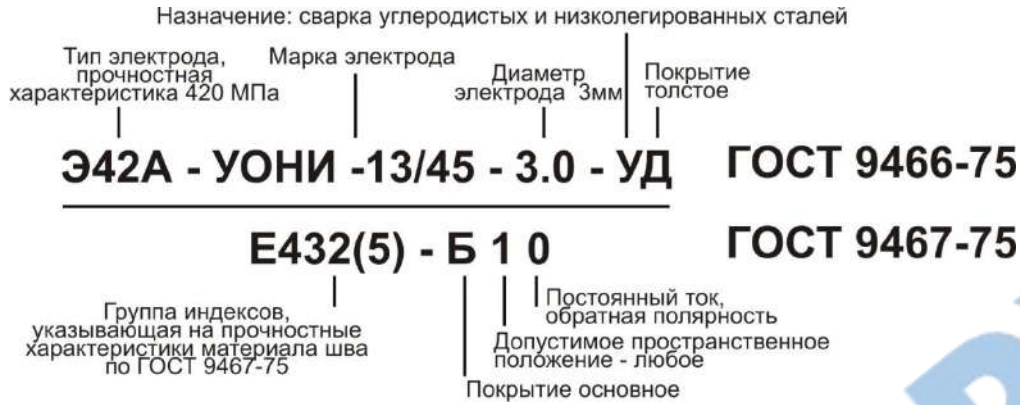 Назначение: сварка углеродистых и низколегированных сталей
Тип электрода,
прочностная
характеристика 420 МПа
Марка электрода
Диаметр
электрода 3мм
Покрытие
толстое
Э42А - УОНИ -13/45 - 3.0 - УД
ГОСТ 9466-75
Е432(5) - Б 1 0
ГОСТ 9467-75
Группа индексов,
указывающая на прочностные
характеристики материала шва
по ГОСТ 9467-75
Постоянный ток,
обратная полярность
Допустимое пространственное
положение - любое
Покрытие основное